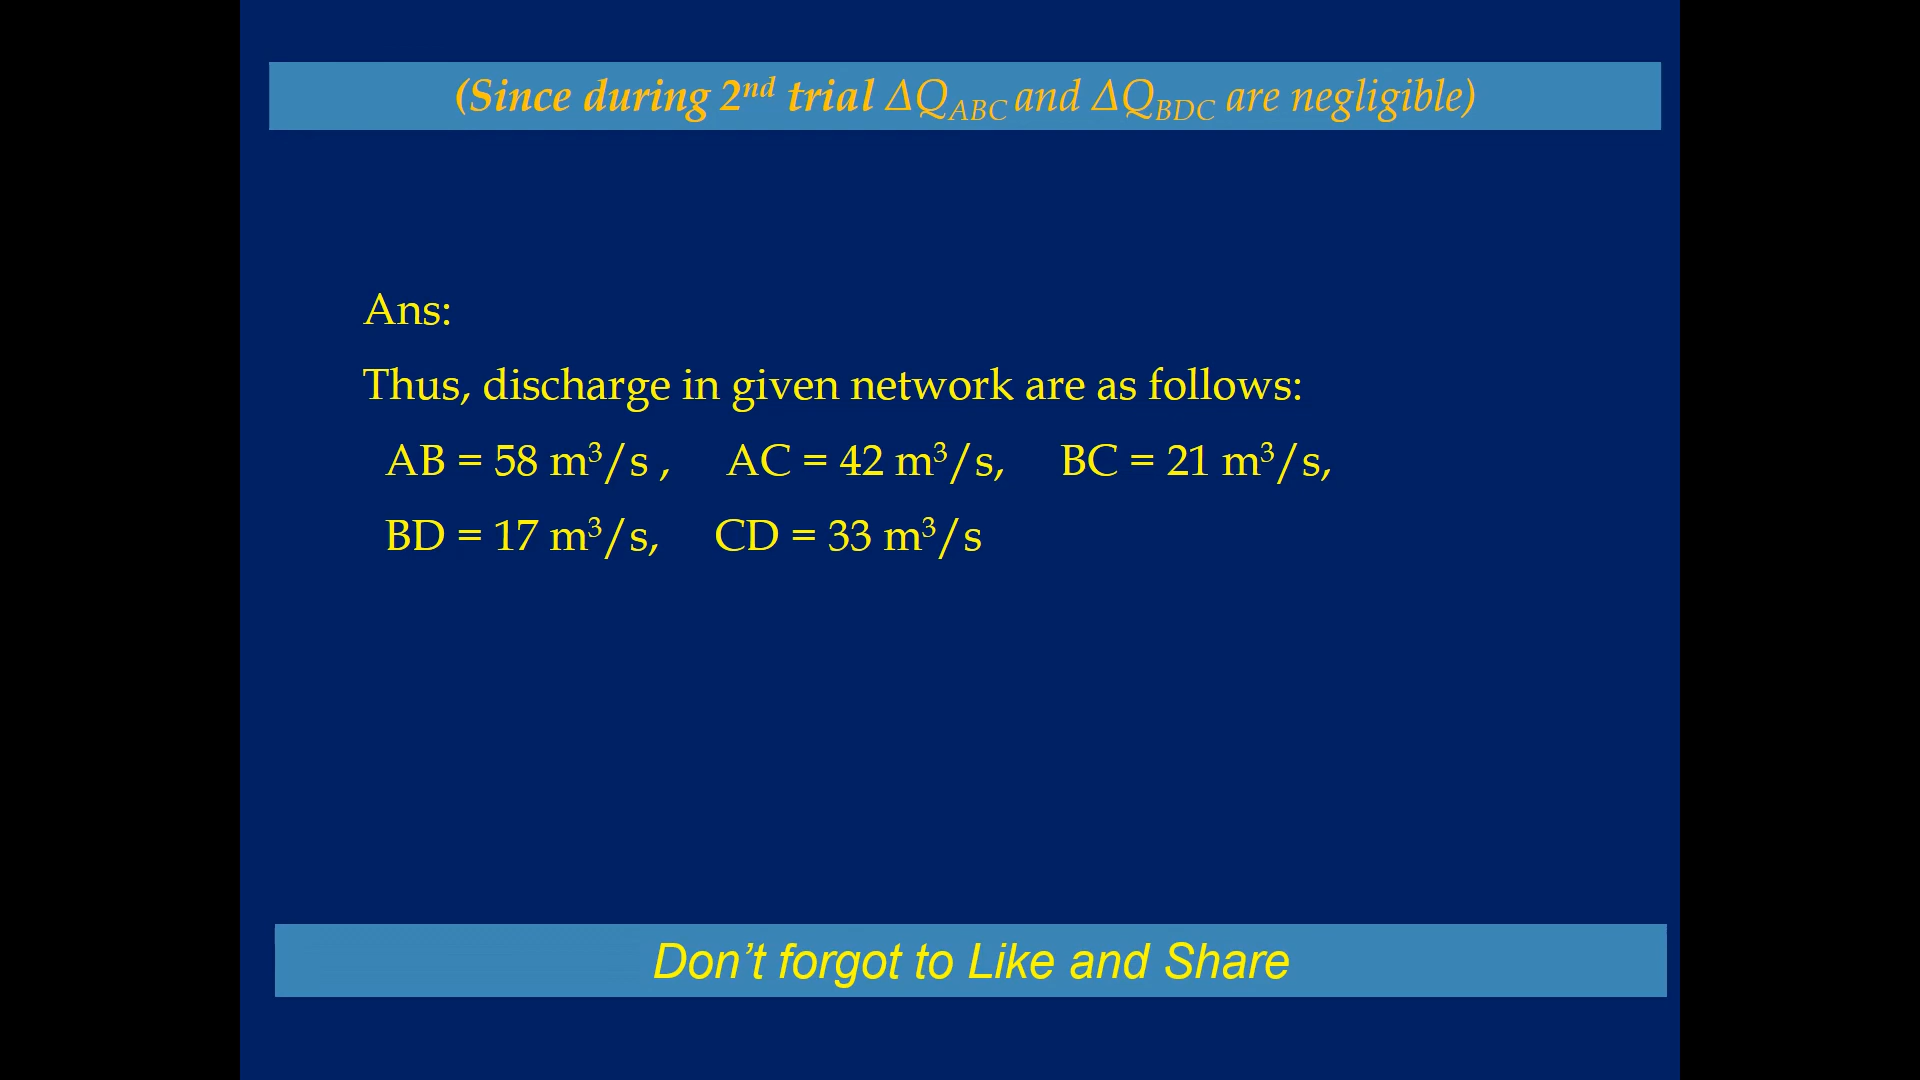 (Since during 2nd trial ΔQABC and ΔQBDC are negligible)
Ans:
Thus, discharge in given network are as follows:
AB = 58 m³/s , AC = 42 m³/s, BC = 21 m³/s,
BD = 17 m³/s, CD = 33 m³/s
Don’t forgot to Like and Share